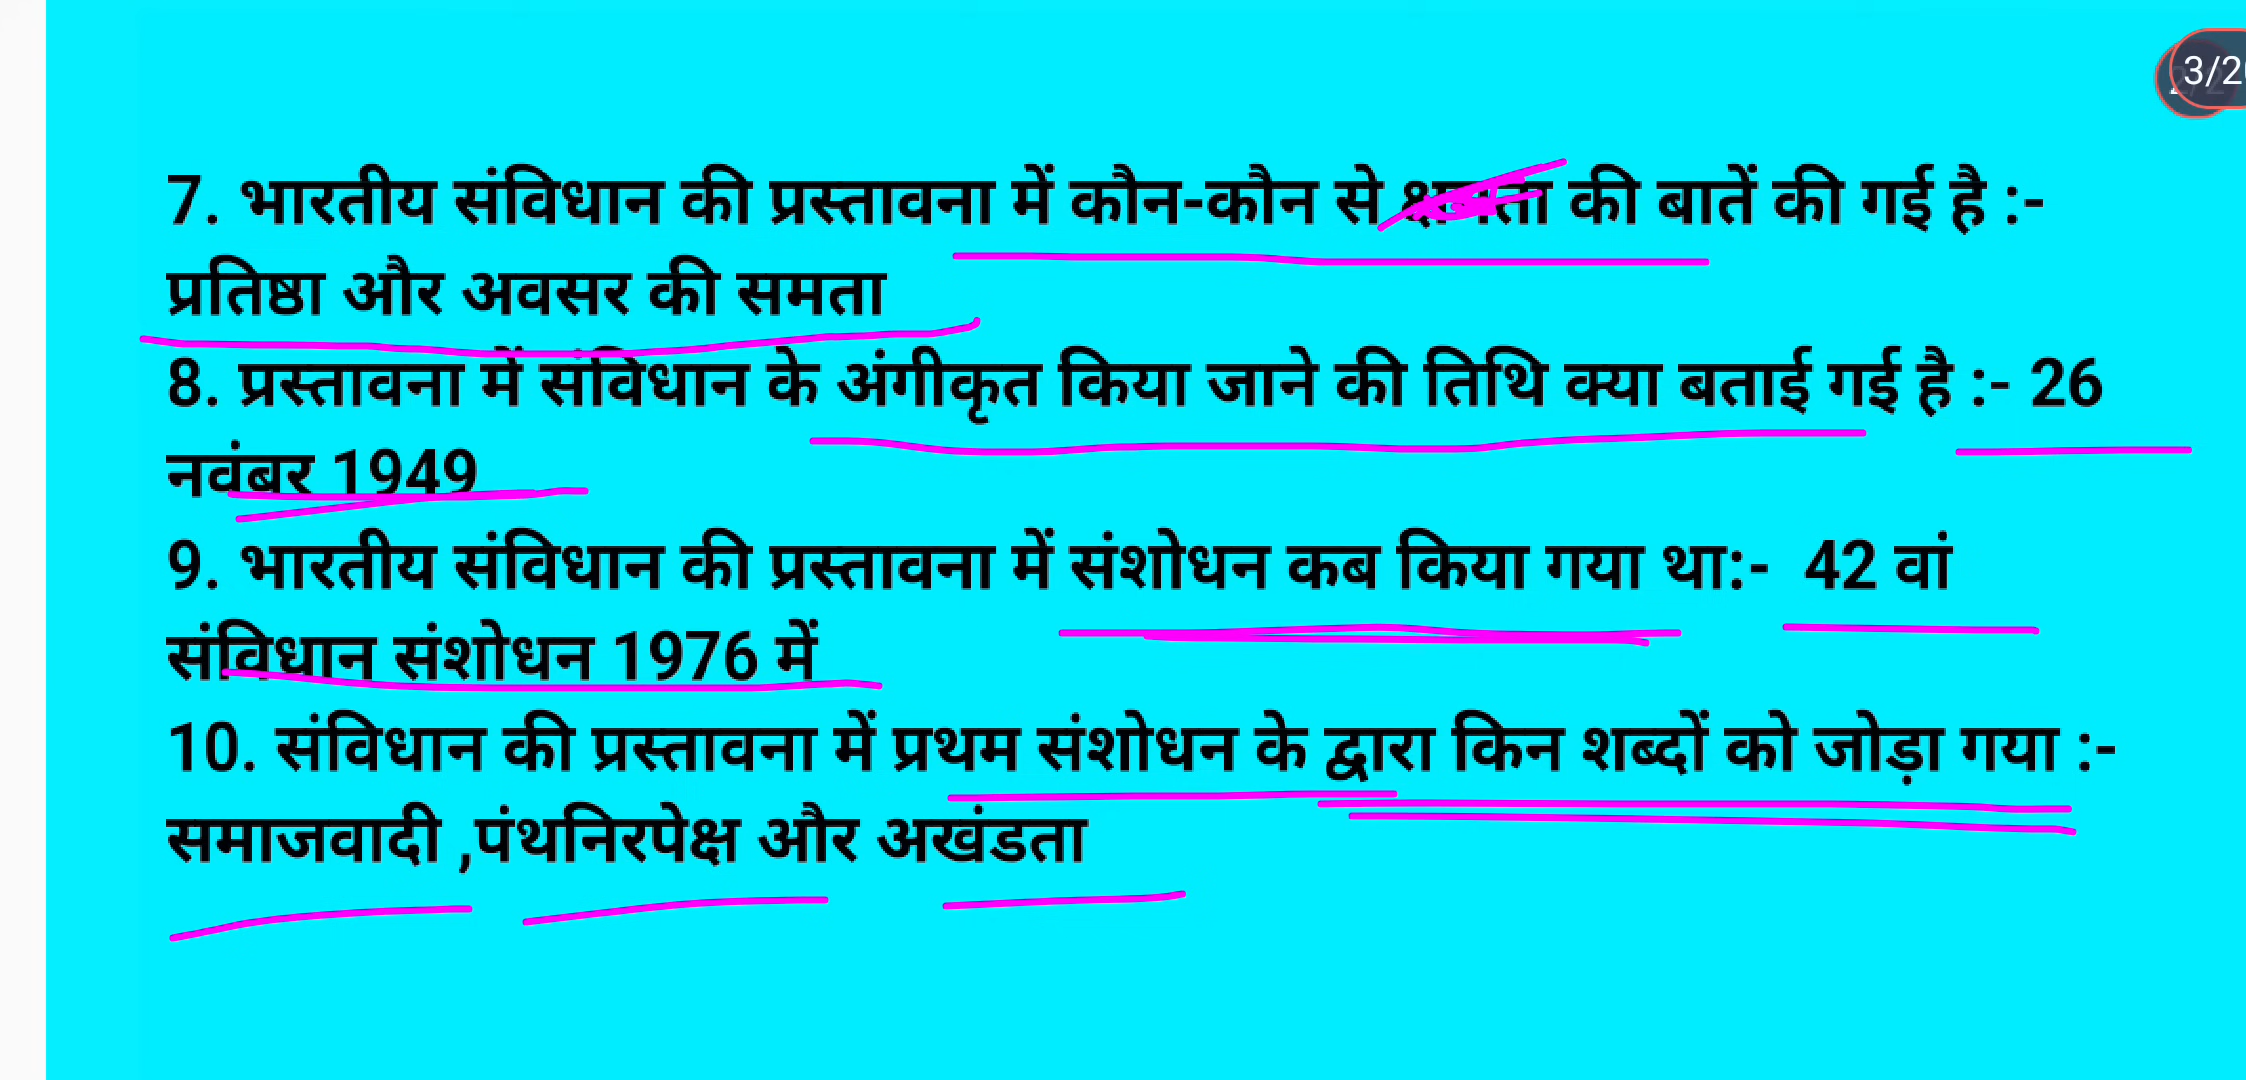 3/2
7. भारतीय संविधान की प्रस्तावना में कौन-कौन से की बातें की गई है :-
प्रतिष्ठा और अवसर की समता
8. प्रस्तावना में संविधान के अंगीकृत किया जाने की तिथि क्या बताई गई है :- 26
नवंबर 1949
9. भारतीय संविधान की प्रस्तावना में संशोधन कब किया गया था:- 42 वां
संविधान संशोधन 1976 में
10. संविधान की प्रस्तावना में प्रथम संशोधन के द्वारा किन शब्दों को जोड़ा गया :-
समाजवादी ,पंथनिरपेक्ष और अखंडता